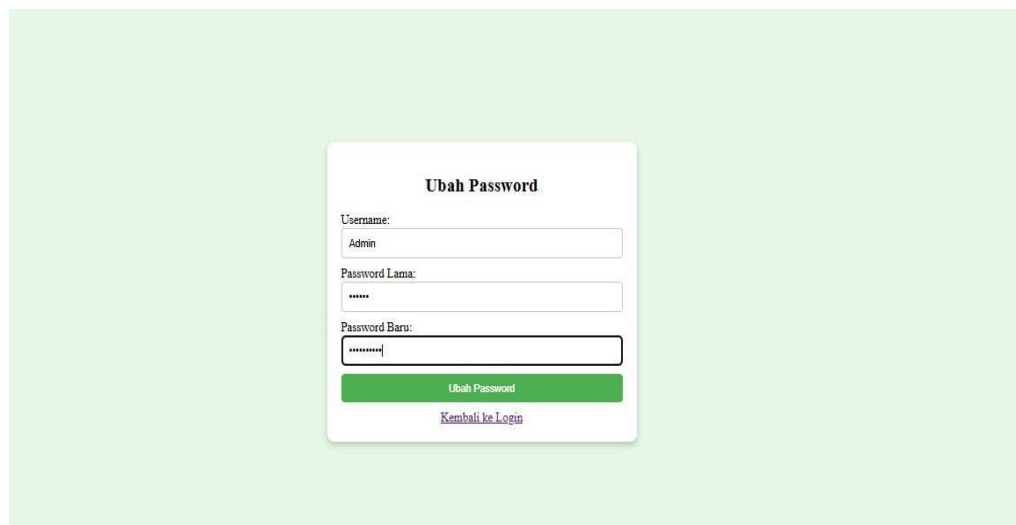 Ubah Password
Username:
Admin
Password Lama:
••••••
Password Baru:
••••••••••
Ubah Password
Kembali ke Login